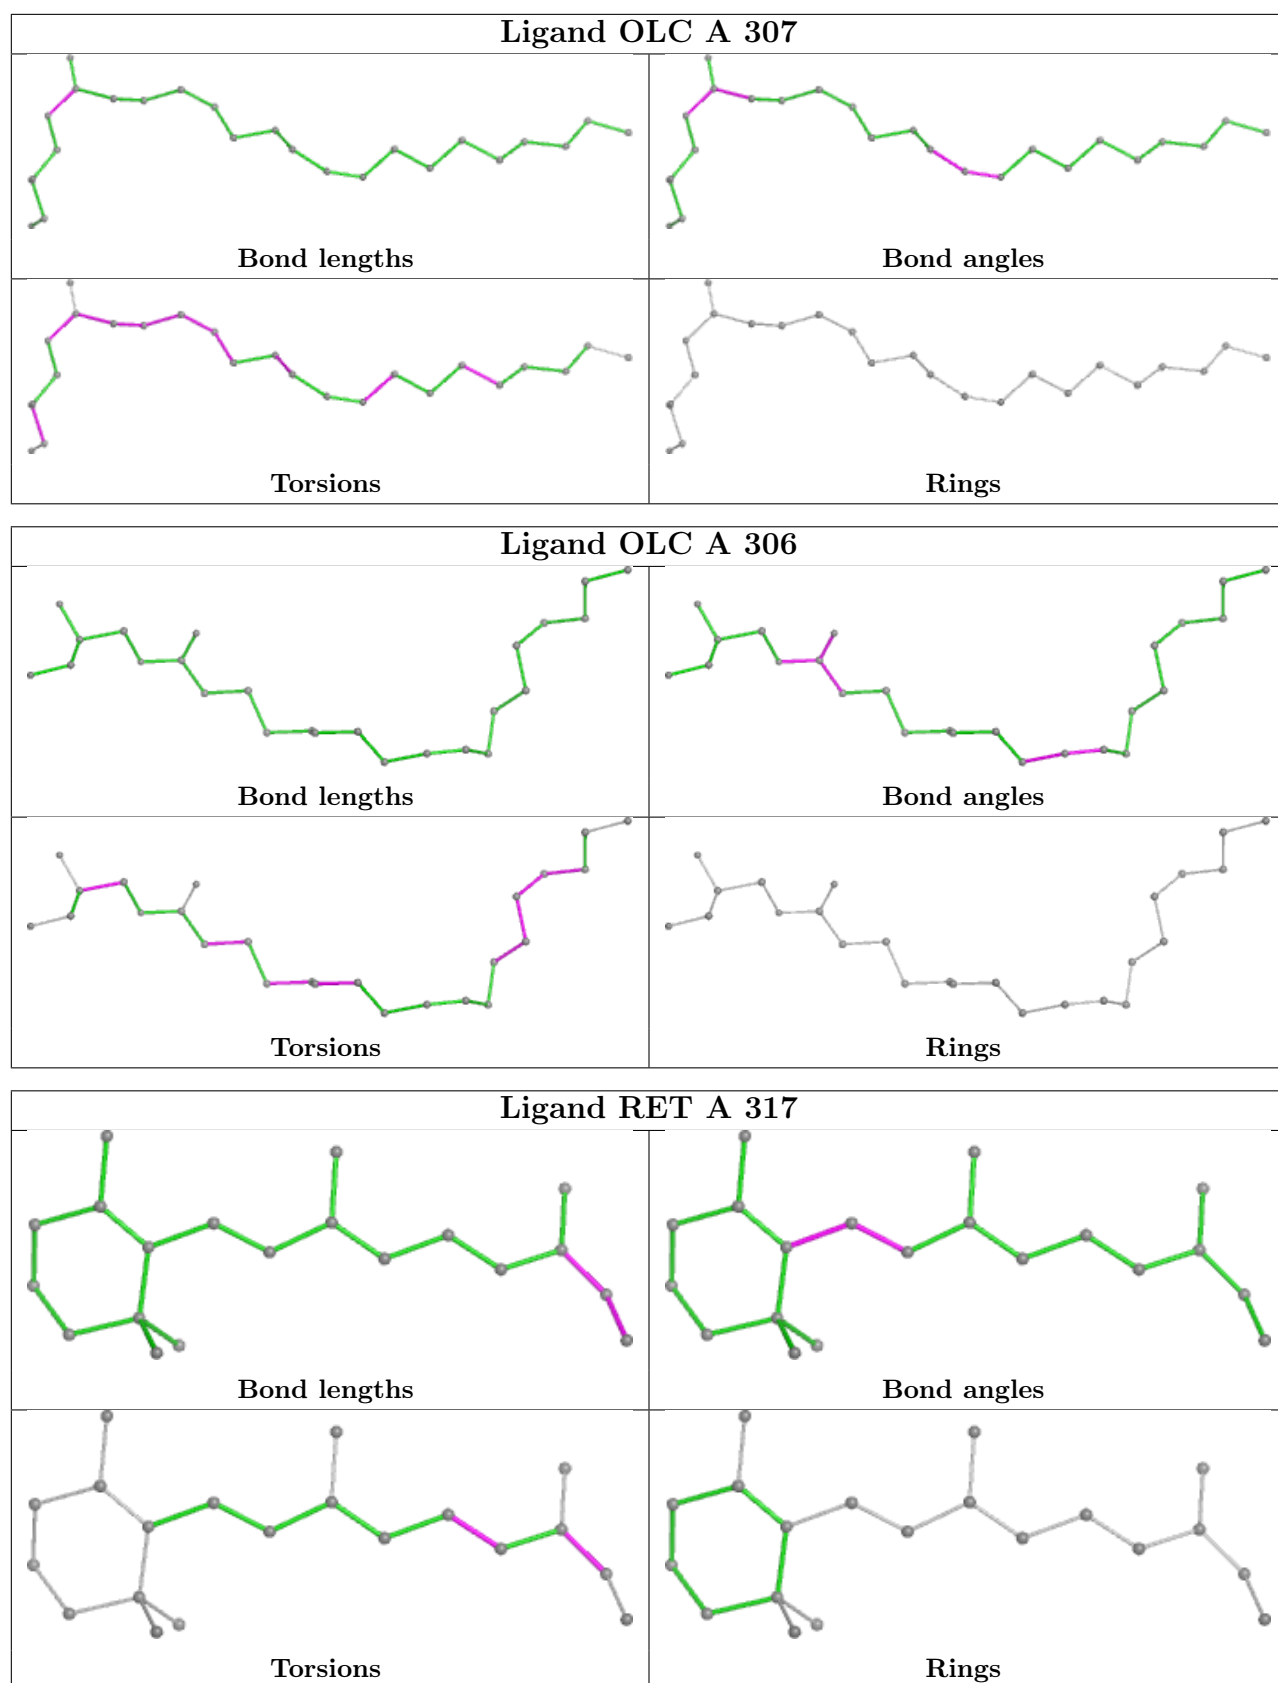 Ligand OLC A 307
Bond lengths
Bond angles
Torsions
Rings
Ligand OLC A 306
Bond lengths
Bond angles
Torsions
Rings
Ligand RET A 317
Bond lengths
Bond angles
Torsions
Rings